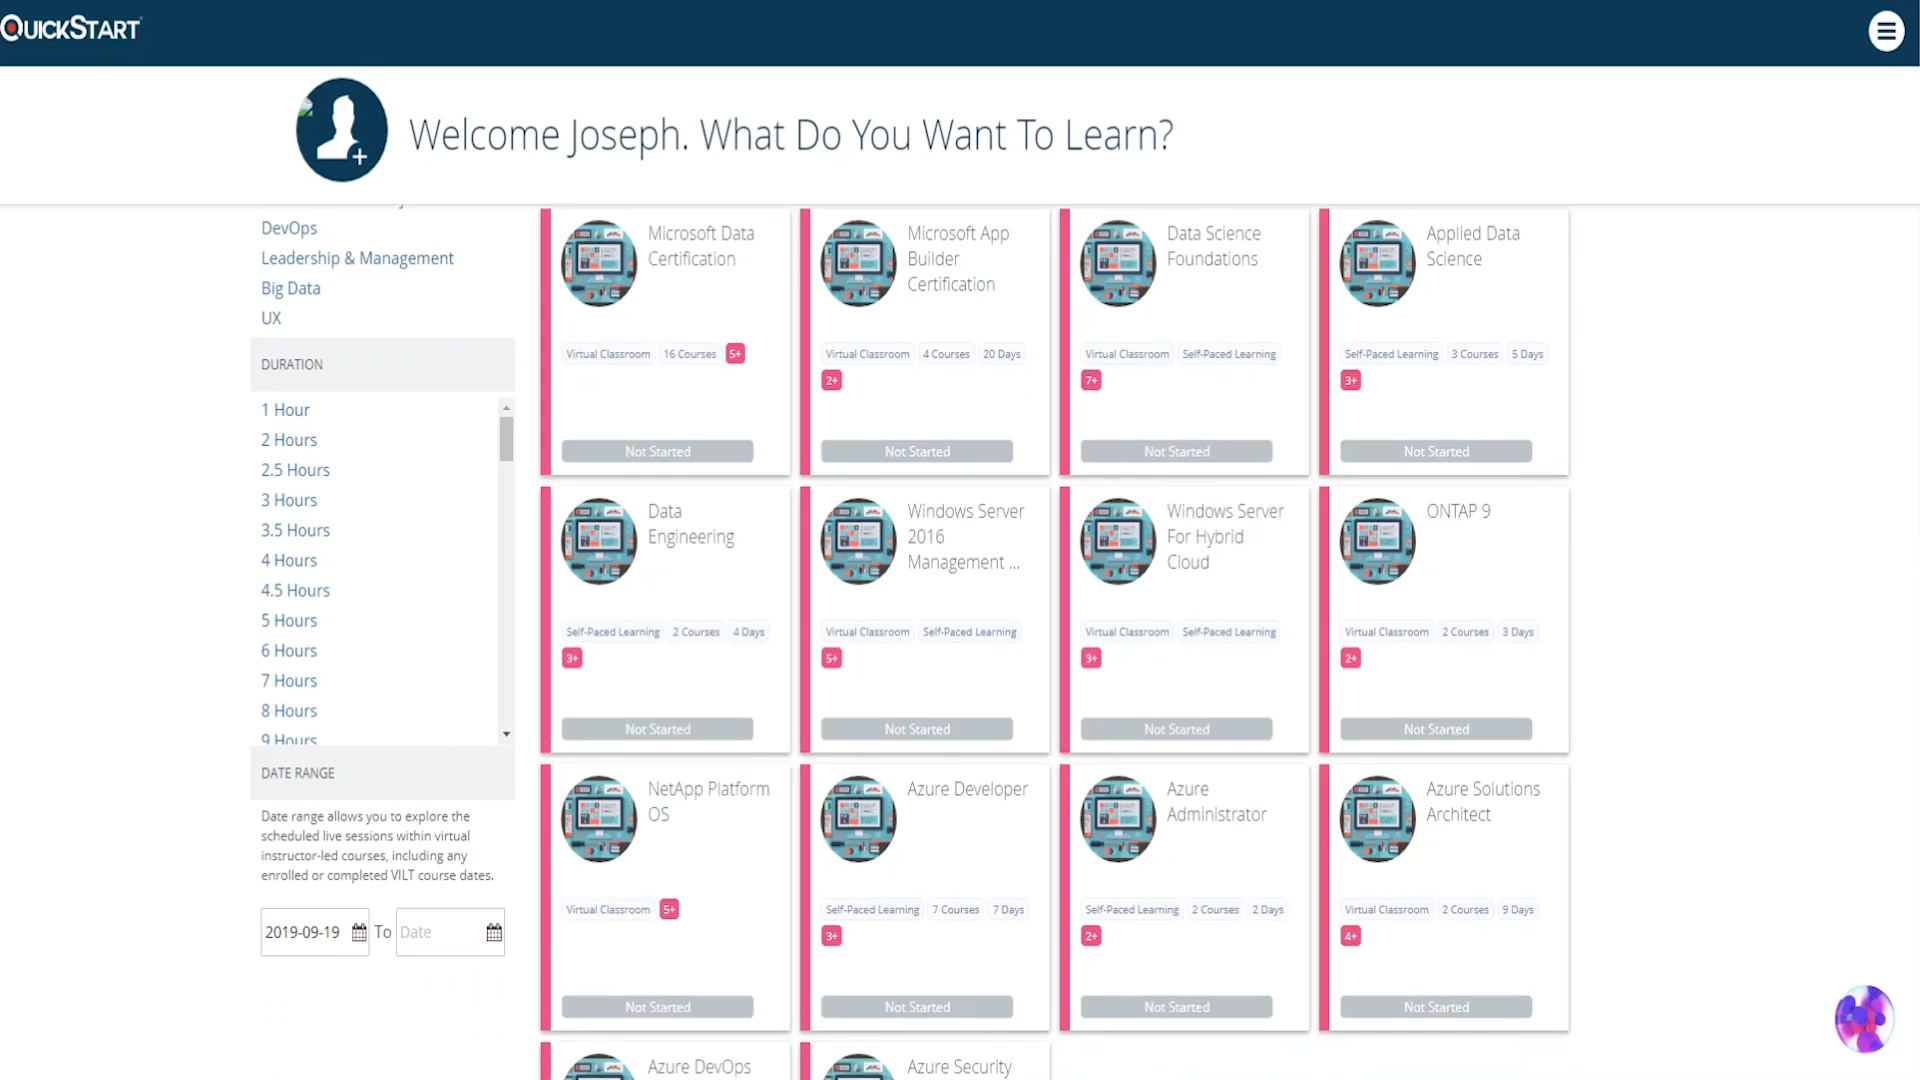 QUICKSTART
Welcome Joseph. What Do You Want To Learn?
DevOps
Leadership & Management
Big Data
UX
DURATION
1 Hour
2 Hours
2.5 Hours
3 Hours
3.5 Hours
4 Hours
4.5 Hours
5 Hours
6 Hours
7 Hours
8 Hours
9 Hours
DATE RANGE
Date range allows you to explore the
scheduled live sessions within virtual
instructor-led courses, including any
enrolled or completed VILT course dates.
2019-09-19 To Date
Microsoft Data
Certification
Virtual Classroom 16 Courses 5+
Not Started
Microsoft App
Builder
Certification
Virtual Classroom 4 Courses 20 Days
2+
Not Started
Data Science
Foundations
Virtual Classroom Self-Paced Learning
7+
Not Started
Applied Data
Science
Self-Paced Learning 3 Courses 5 Days
3+
Not Started
Data
Engineering
Self-Paced Learning 2 Courses 4 Days
3+
Not Started
Windows Server
2016
Management ...
Virtual Classroom Self-Paced Learning
5+
Not Started
Windows Server
For Hybrid
Cloud
Virtual Classroom Self-Paced Learning
3+
Not Started
ONTAP 9
Virtual Classroom 2 Courses 3 Days
2+
Not Started
NetApp Platform
OS
Virtual Classroom 5+
Not Started
Azure Developer
Self-Paced Learning 7 Courses 7 Days
3+
Not Started
Azure
Administrator
Self-Paced Learning 2 Courses 2 Days
2+
Not Started
Azure Solutions
Architect
Virtual Classroom 2 Courses 9 Days
4+
Not Started
Azure DevOps
Azure Security